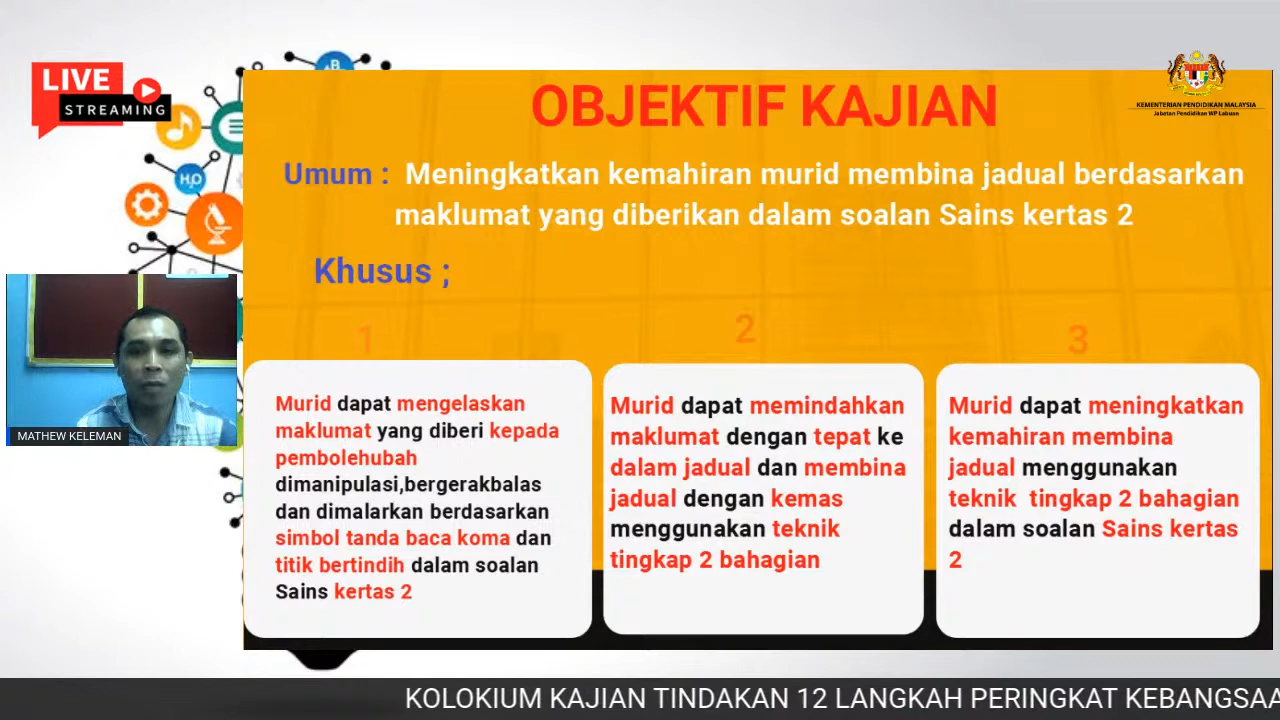 LIVE
STREAMING
B
H2O
KEMENTERIAN PENDIDIKAN MALAYSIA
Jabatan Pendidikan WP Labuan
OBJEKTIF KAJIAN
Umum : Meningkatkan kemahiran murid membina jadual berdasarkan
maklumat yang diberikan dalam soalan Sains kertas 2
Khusus ;
1
Murid dapat mengelaskan
maklumat yang diberi kepada
pembolehubah
dimanipulasi,bergerakbalas
dan dimalarkan berdasarkan
simbol tanda baca koma dan
titik bertindih dalam soalan
Sains kertas 2
2
Murid dapat memindahkan
maklumat dengan tepat ke
dalam jadual dan membina
jadual dengan kemas
menggunakan teknik
tingkap 2 bahagian
3
Murid dapat meningkatkan
kemahiran membina
jadual menggunakan
teknik tingkap 2 bahagian
dalam soalan Sains kertas
2
MATHEW KELEMAN
KOLOKIUM KAJIAN TINDAKAN 12 LANGKAH PERINGKAT KEBANGSAA